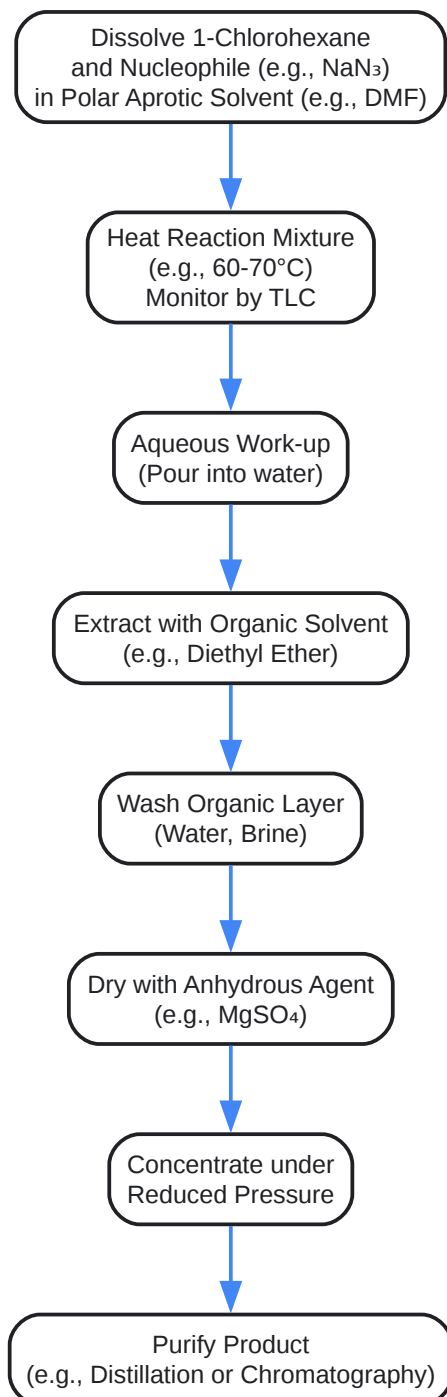 Dissolve 1-Chlorohexane
and Nucleophile (e.g., NaN₃)
in Polar Aprotic Solvent (e.g., DMF)
Heat Reaction Mixture
(e.g., 60-70°C)
Monitor by TLC
Aqueous Work-up
(Pour into water)
Extract with Organic Solvent
(e.g., Diethyl Ether)
Wash Organic Layer
(Water, Brine)
Dry with Anhydrous Agent
(e.g., MgSO₄)
Concentrate under
Reduced Pressure
Purify Product
(e.g., Distillation or Chromatography)